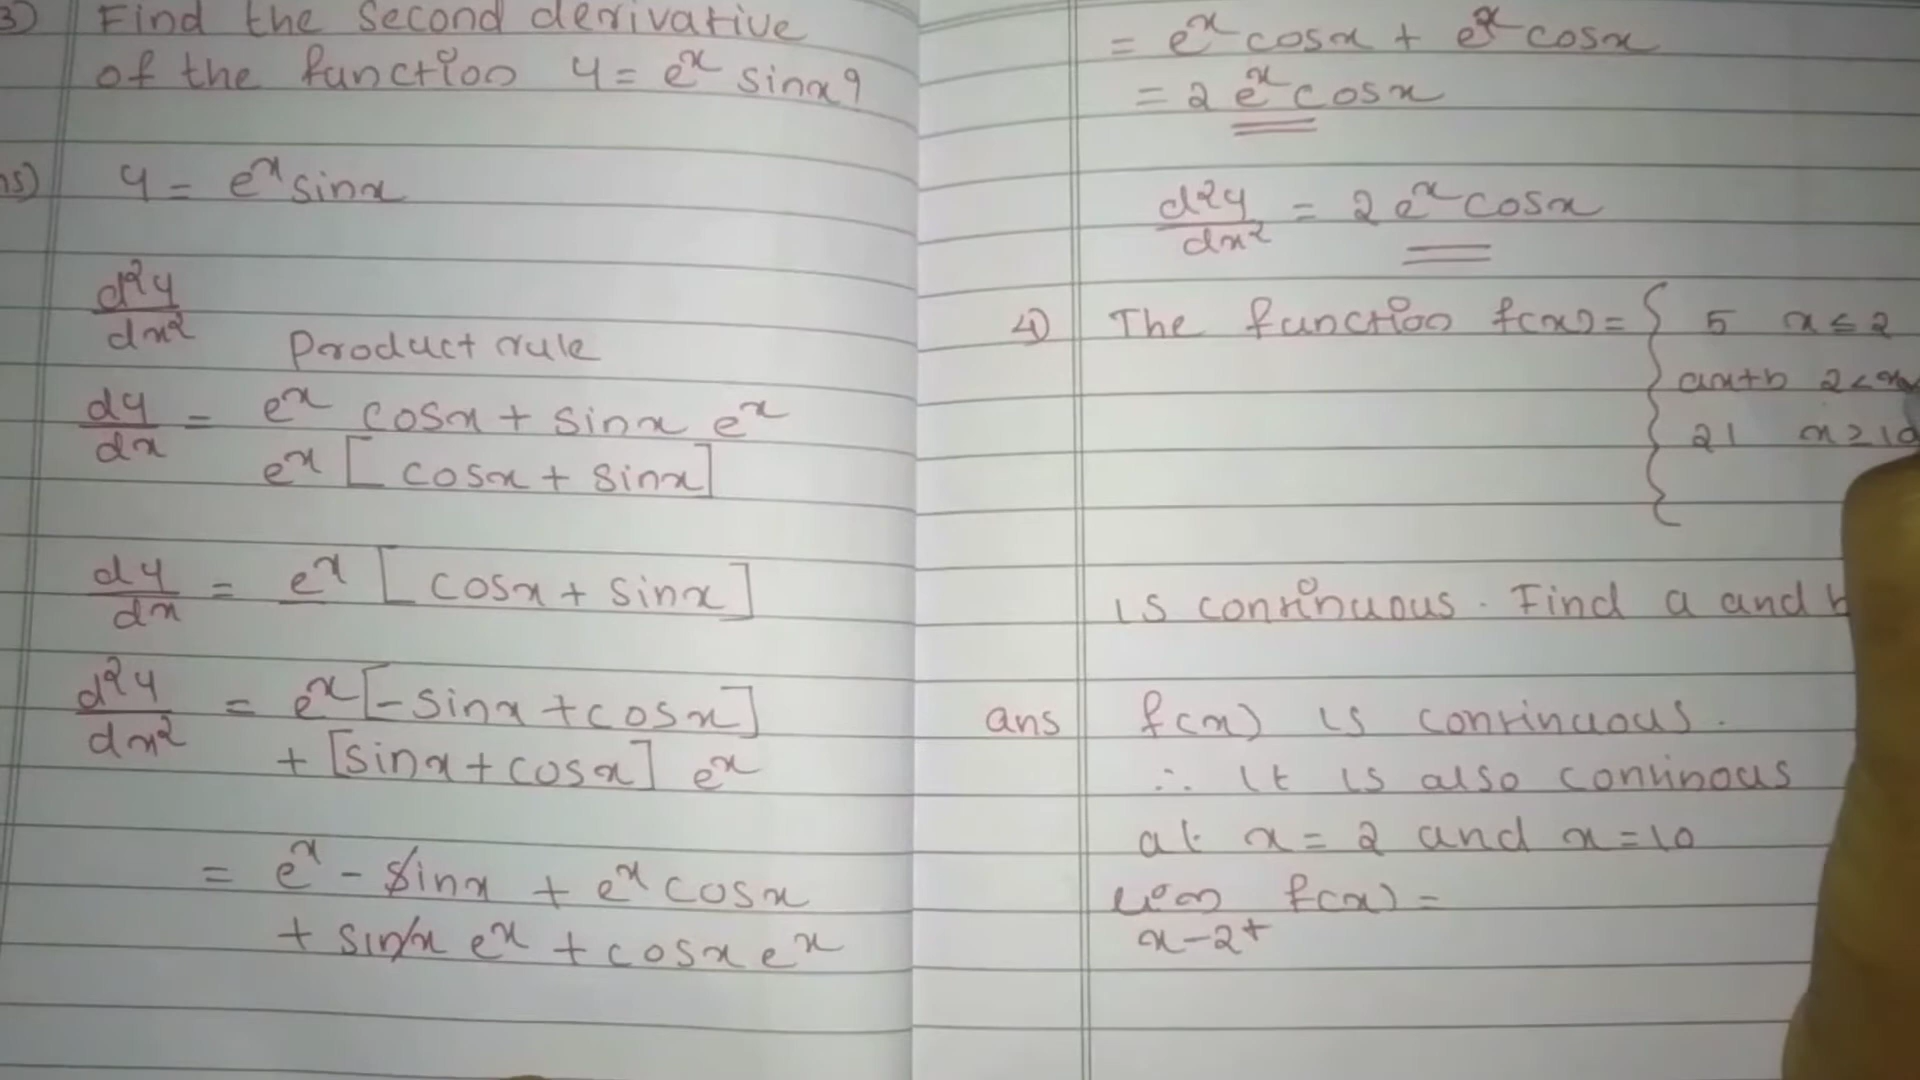 3) Find the second derivative
of the function y = e^x sinx?
y = e^x sinx
d²y/dx²
Product rule
dy/dx = e^x cosx + sinx e^x
e^x [cosx + sinx]
dy/dx = e^x [cosx + sinx]
d²y/dx² = e^x [-sinx + cosx]
+ [sinx + cosx] e^x
= e^x - sinx + e^x cosx
+ sinx e^x + cosx e^x
= e^x cosx + e^x cosx
= 2 e^x cosx
d²y/dx² = 2 e^x cosx
4) The function f(x) = { 5 x ≤ 2
ax+b 2 < x
21 x ≥ 10
is continuous. Find a and b
ans f(x) is continuous.
∴ It is also continous
at x = 2 and x = 10
lim f(x) =
x-2+